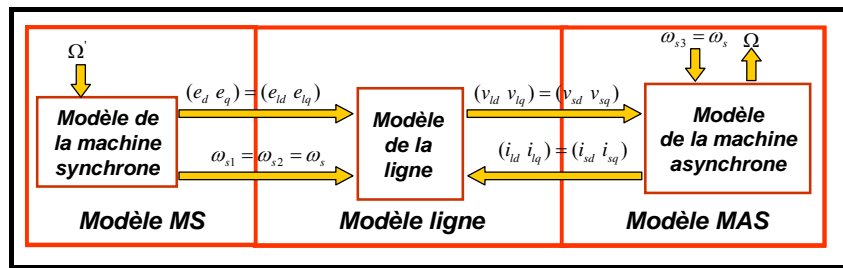 Ω'
Modèle de
la machine
synchrone
(e_d e_q) = (e_ld e_lq)
ω_s1 = ω_s2 = ω_s
Modèle MS
Modèle
de la
ligne
(v_ld v_lq) = (v_sd v_sq)
(i_ld i_lq) = (i_sd i_sq)
Modèle ligne
ω_s3 = ω_s Ω
Modèle
de la machine
asynchrone
Modèle MAS